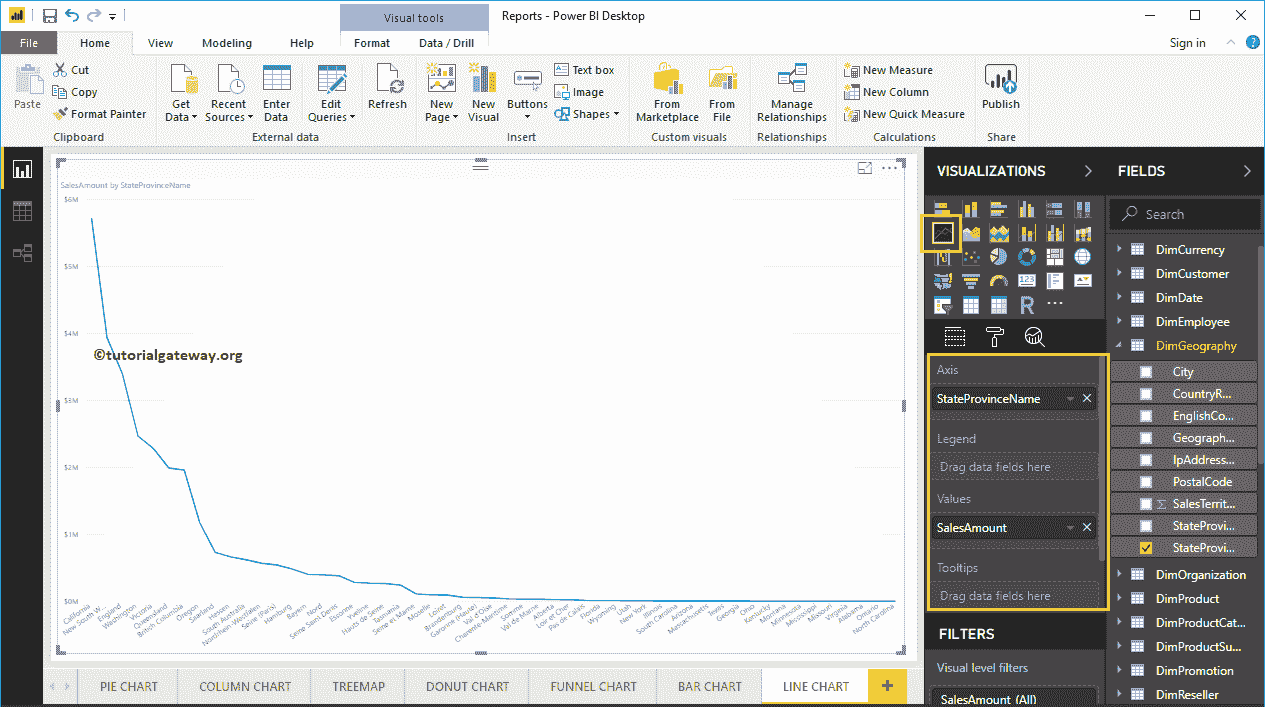 Visual tools
Reports - Power BI Desktop
File Home View Modeling Help Format Data / Drill Sign in
Paste
Cut
Copy
Format Painter
Clipboard
Get Data
Recent Sources
Enter Data
Edit Queries
External data
Refresh
New Page
New Visual
Buttons
Text box
Image
Shapes
Insert
From Marketplace
From File
Custom visuals
Manage Relationships
Relationships
New Measure
New Column
New Quick Measure
Calculations
Publish
Share
SalesAmount by StateProvinceName
$6M
$5M
$4M
$3M
$2M
$1M
$0M
©tutorialgateway.org
California
New South W...
England
Washington
Victoria
Queensland
British Columbia
Oregon
Saarland
Hessen
South Australia
Nordrhein-Westfalen
Seine (Paris)
Hamburg
Bayern
Nord
Seine Saint Denis
Essonne
Yveline
Hauts de Seine
Tasmania
Seine et Marne
Moselle
Loiret
Brandenburg
Garonne (Haute)
Val d'Oise
Charente-Maritime
Somme
Val de Marne
Alberta
Loir et Cher
Pas de Calais
Florida
Wyoming
Utah
New York
Illinois
South Carolina
Arizona
Massachusetts
Texas
Georgia
Ohio
Kentucky
Montana
Minnesota
Mississippi
Missouri
Virginia
Alabama
Ontario
North Carolina
PIE CHART
COLUMN CHART
TREEMAP
DONUT CHART
FUNNEL CHART
BAR CHART
LINE CHART
+
VISUALIZATIONS
123
R
Axis
StateProvinceName
Legend
Drag data fields here
Values
SalesAmount
Tooltips
Drag data fields here
FILTERS
Visual level filters
SalesAmount (All)
FIELDS
Search
DimCurrency
DimCustomer
DimDate
DimEmployee
DimGeography
City
CountryR...
EnglishCo...
Geograph...
IpAddress...
PostalCode
Σ SalesTerrit...
StateProvi...
StateProvi...
DimOrganization
DimProduct
DimProductCat...
DimProductSu...
DimPromotion
DimReseller